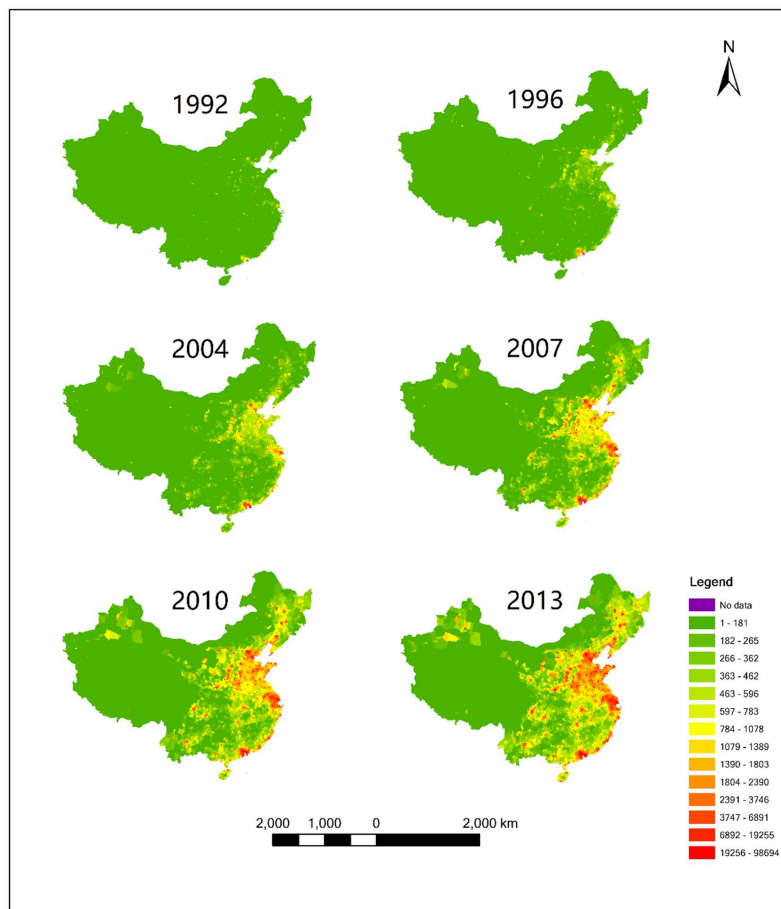 N
1992
1996
2004
2007
2010
2013
Legend
No data
1 - 181
182 - 265
266 - 362
363 - 462
463 - 596
597 - 783
784 - 1078
1079 - 1389
1390 - 1803
1804 - 2390
2391 - 3746
3747 - 6891
6892 - 19255
19256 - 98694
2,000 1,000 0 2,000 km